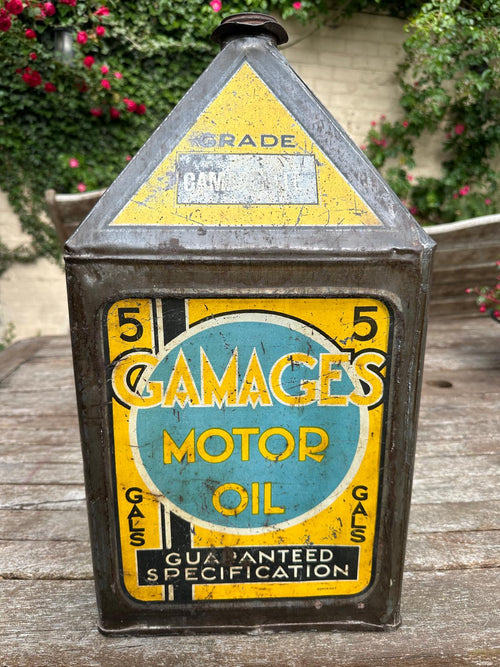 GRADE
5 5
GAMAGES
MOTOR
OIL
GALS GALS
GUARANTEED
SPECIFICATION